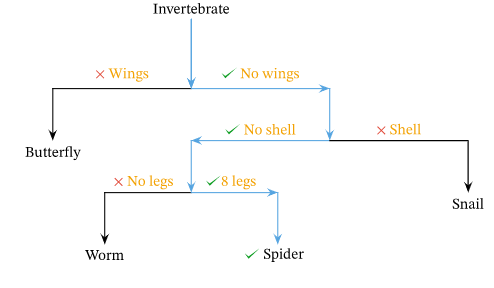 Invertebrate
× Wings
✓ No wings
Butterfly
✓ No shell
× Shell
× No legs
✓ 8 legs
Snail
Worm
✓ Spider